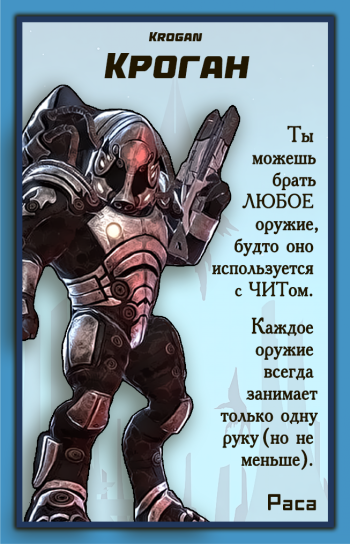 Krogan
Кроган
Ты
можешь
брать
ЛЮБОЕ
оружие,
будто оно
используется
с ЧИТом.
Каждое
оружие
всегда
занимает
только одну
руку (но не
меньше).
Раса